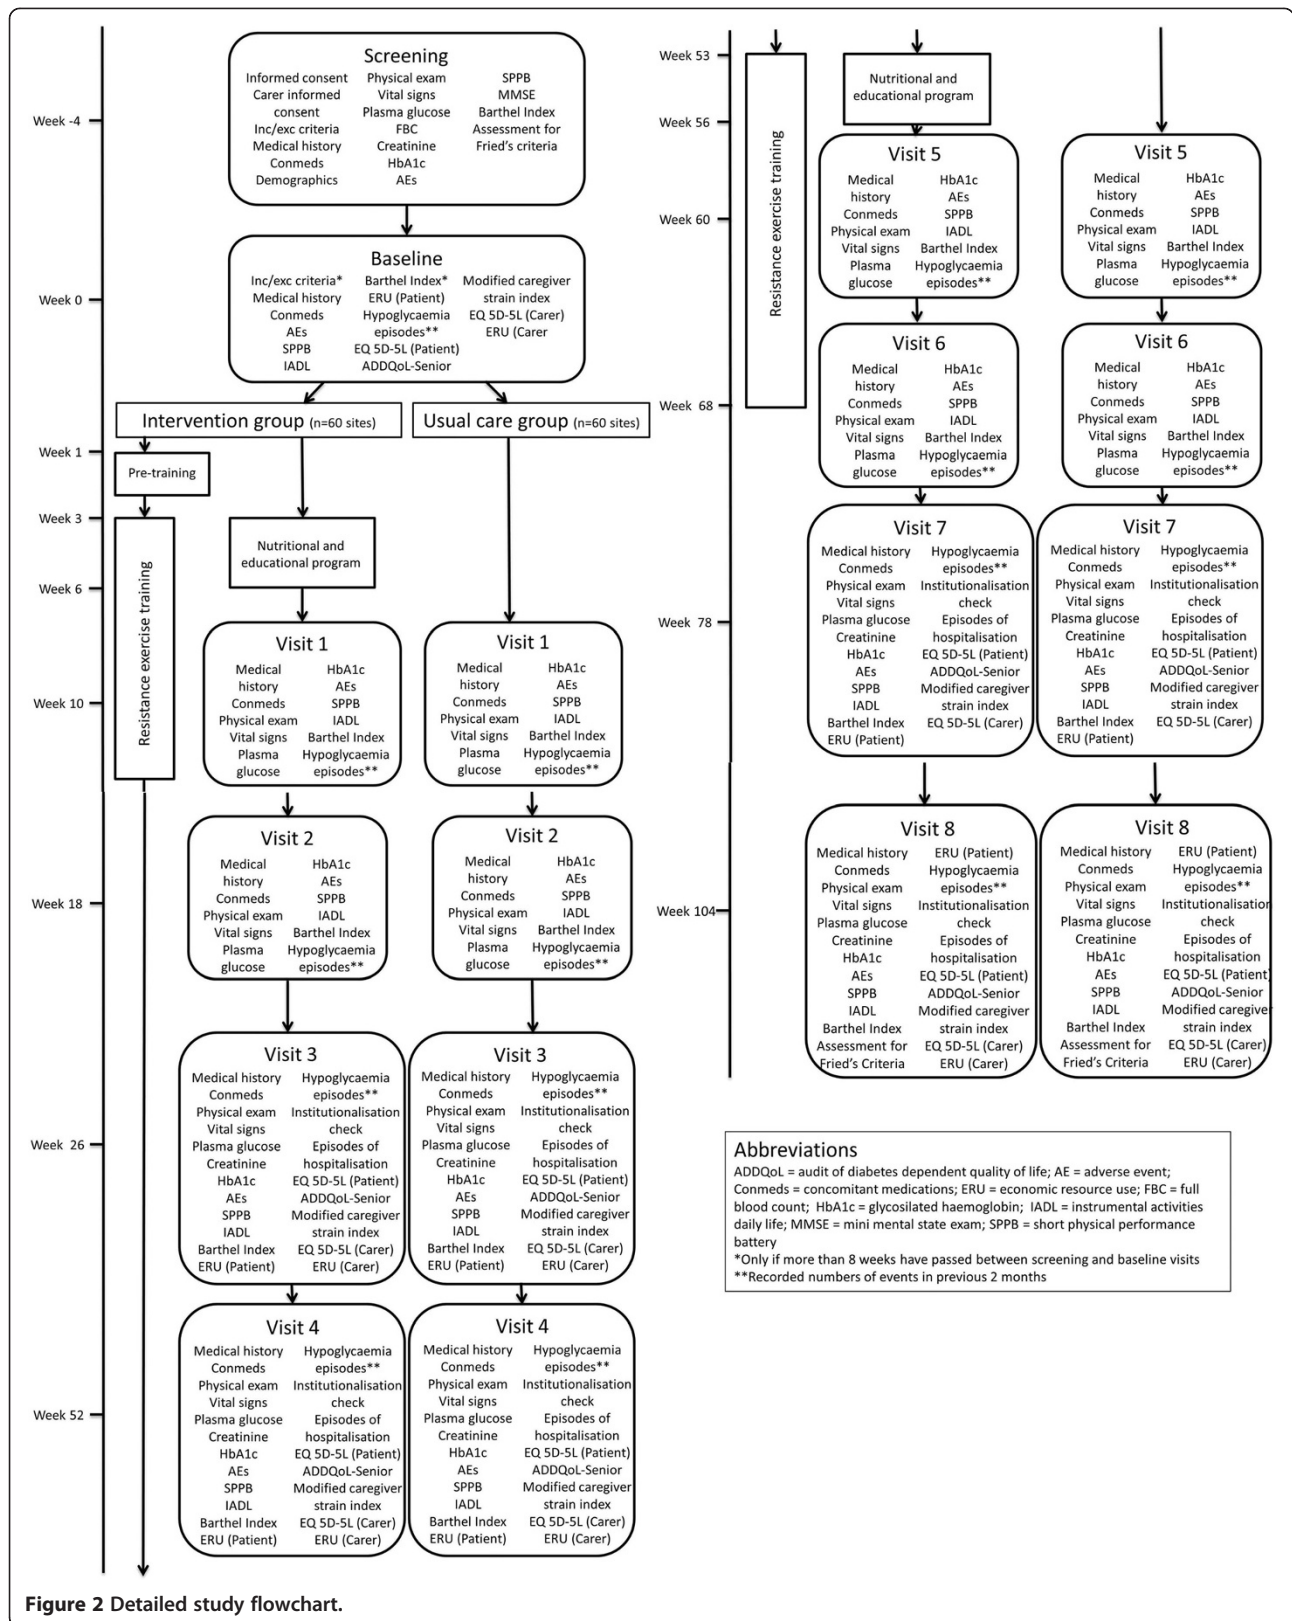 Screening
Informed consent
Carer informed
consent
Inc/exc criteria
Medical history
Conmeds
Demographics
Physical exam
Vital signs
Plasma glucose
FBC
Creatinine
HbA1c
AEs
SPPB
MMSE
Barthel Index
Assessment for
Fried's criteria
Week -4
Baseline
Inc/exc criteria*
Medical history
Conmeds
AEs
SPPB
IADL
Barthel Index*
ERU (Patient)
Hypoglycaemia
episodes**
EQ 5D-5L (Patient)
ADDQoL-Senior
Modified caregiver
strain index
EQ 5D-5L (Carer)
ERU (Carer
Week 0
Intervention group (n=60 sites)
Usual care group (n=60 sites)
Week 1
Pre-training
Week 3
Resistance exercise training
Nutritional and
educational program
Week 6
Visit 1
Medical
history
Conmeds
Physical exam
Vital signs
Plasma
glucose
HbA1c
AEs
SPPB
IADL
Barthel Index
Hypoglycaemia
episodes**
Visit 1
Medical
history
Conmeds
Physical exam
Vital signs
Plasma
glucose
HbA1c
AEs
SPPB
IADL
Barthel Index
Hypoglycaemia
episodes**
Week 10
Visit 2
Medical
history
Conmeds
Physical exam
Vital signs
Plasma
glucose
HbA1c
AEs
SPPB
IADL
Barthel Index
Hypoglycaemia
episodes**
Visit 2
Medical
history
Conmeds
Physical exam
Vital signs
Plasma
glucose
HbA1c
AEs
SPPB
IADL
Barthel Index
Hypoglycaemia
episodes**
Week 18
Visit 3
Medical history
Conmeds
Physical exam
Vital signs
Plasma glucose
Creatinine
HbA1c
AEs
SPPB
IADL
Barthel Index
ERU (Patient)
Hypoglycaemia
episodes**
Institutionalisation
check
Episodes of
hospitalisation
EQ 5D-5L (Patient)
ADDQoL-Senior
Modified caregiver
strain index
EQ 5D-5L (Carer)
ERU (Carer)
Visit 3
Medical history
Conmeds
Physical exam
Vital signs
Plasma glucose
Creatinine
HbA1c
AEs
SPPB
IADL
Barthel Index
ERU (Patient)
Hypoglycaemia
episodes**
Institutionalisation
check
Episodes of
hospitalisation
EQ 5D-5L (Patient)
ADDQoL-Senior
Modified caregiver
strain index
EQ 5D-5L (Carer)
ERU (Carer)
Week 26
Visit 4
Medical history
Conmeds
Physical exam
Vital signs
Plasma glucose
Creatinine
HbA1c
AEs
SPPB
IADL
Barthel Index
ERU (Patient)
Hypoglycaemia
episodes**
Institutionalisation
check
Episodes of
hospitalisation
EQ 5D-5L (Patient)
ADDQoL-Senior
Modified caregiver
strain index
EQ 5D-5L (Carer)
ERU (Carer)
Visit 4
Medical history
Conmeds
Physical exam
Vital signs
Plasma glucose
Creatinine
HbA1c
AEs
SPPB
IADL
Barthel Index
ERU (Patient)
Hypoglycaemia
episodes**
Institutionalisation
check
Episodes of
hospitalisation
EQ 5D-5L (Patient)
ADDQoL-Senior
Modified caregiver
strain index
EQ 5D-5L (Carer)
ERU (Carer)
Week 52
Week 53
Resistance exercise training
Nutritional and
educational program
Week 56
Visit 5
Medical
history
Conmeds
Physical exam
Vital signs
Plasma
glucose
HbA1c
AEs
SPPB
IADL
Barthel Index
Hypoglycaemia
episodes**
Visit 5
Medical
history
Conmeds
Physical exam
Vital signs
Plasma
glucose
HbA1c
AEs
SPPB
IADL
Barthel Index
Hypoglycaemia
episodes**
Week 60
Visit 6
Medical
history
Conmeds
Physical exam
Vital signs
Plasma
glucose
HbA1c
AEs
SPPB
IADL
Barthel Index
Hypoglycaemia
episodes**
Visit 6
Medical
history
Conmeds
Physical exam
Vital signs
Plasma
glucose
HbA1c
AEs
SPPB
IADL
Barthel Index
Hypoglycaemia
episodes**
Week 68
Visit 7
Medical history
Conmeds
Physical exam
Vital signs
Plasma glucose
Creatinine
HbA1c
AEs
SPPB
IADL
Barthel Index
ERU (Patient)
Hypoglycaemia
episodes**
Institutionalisation
check
Episodes of
hospitalisation
EQ 5D-5L (Patient)
ADDQoL-Senior
Modified caregiver
strain index
EQ 5D-5L (Carer)
Visit 7
Medical history
Conmeds
Physical exam
Vital signs
Plasma glucose
Creatinine
HbA1c
AEs
SPPB
IADL
Barthel Index
ERU (Patient)
Hypoglycaemia
episodes**
Institutionalisation
check
Episodes of
hospitalisation
EQ 5D-5L (Patient)
ADDQoL-Senior
Modified caregiver
strain index
EQ 5D-5L (Carer)
Week 78
Visit 8
Medical history
Conmeds
Physical exam
Vital signs
Plasma glucose
Creatinine
HbA1c
AEs
SPPB
IADL
Barthel Index
Assessment for
Fried's Criteria
ERU (Patient)
Hypoglycaemia
episodes**
Institutionalisation
check
Episodes of
hospitalisation
EQ 5D-5L (Patient)
ADDQoL-Senior
Modified caregiver
strain index
EQ 5D-5L (Carer)
ERU (Carer)
Visit 8
Medical history
Conmeds
Physical exam
Vital signs
Plasma glucose
Creatinine
HbA1c
AEs
SPPB
IADL
Barthel Index
Assessment for
Fried's Criteria
ERU (Patient)
Hypoglycaemia
episodes**
Institutionalisation
check
Episodes of
hospitalisation
EQ 5D-5L (Patient)
ADDQoL-Senior
Modified caregiver
strain index
EQ 5D-5L (Carer)
ERU (Carer)
Week 104
Abbreviations
ADDQoL = audit of diabetes dependent quality of life; AE = adverse event;
Conmeds = concomitant medications; ERU = economic resource use; FBC = full
blood count; HbA1c = glycosilated haemoglobin; IADL = instrumental activities
daily life; MMSE = mini mental state exam; SPPB = short physical performance
battery
*Only if more than 8 weeks have passed between screening and baseline visits
**Recorded numbers of events in previous 2 months
Figure 2 Detailed study flowchart.